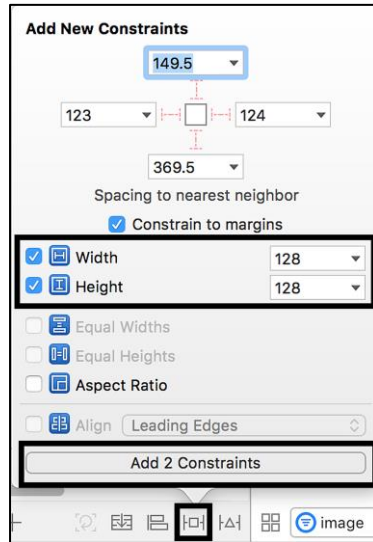 Add New Constraints
149.5
123
124
369.5
Spacing to nearest neighbor
Constrain to margins
Width 128
Height 128
Equal Widths
Equal Heights
Aspect Ratio
Align Leading Edges
Add 2 Constraints
image